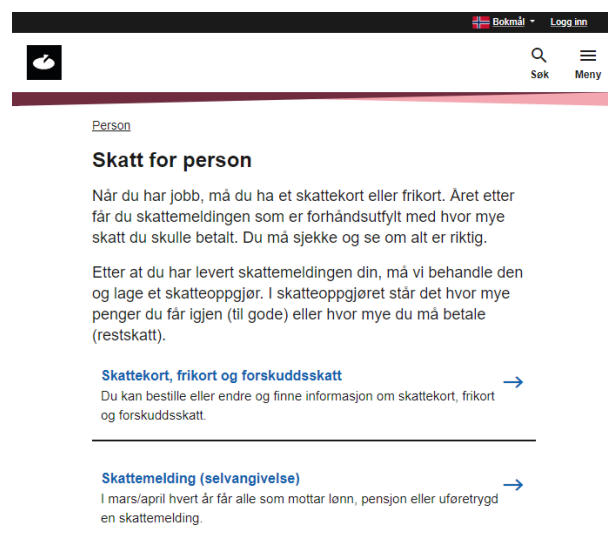 Bokmål Logg inn
Søk Meny
Person
Skatt for person
Når du har jobb, må du ha et skattekort eller frikort. Året etter
får du skattemeldingen som er forhåndsutfylt med hvor mye
skatt du skulle betalt. Du må sjekke og se om alt er riktig.
Etter at du har levert skattemeldingen din, må vi behandle den
og lage et skatteoppgjør. I skatteoppgjøret står det hvor mye
penger du får igjen (til gode) eller hvor mye du må betale
(restskatt).
Skattekort, frikort og forskuddsskatt
Du kan bestille eller endre og finne informasjon om skattekort, frikort
og forskuddsskatt.
Skattemelding (selvangivelse)
I mars/april hvert år får alle som mottar lønn, pensjon eller uføretrygd
en skattemelding.